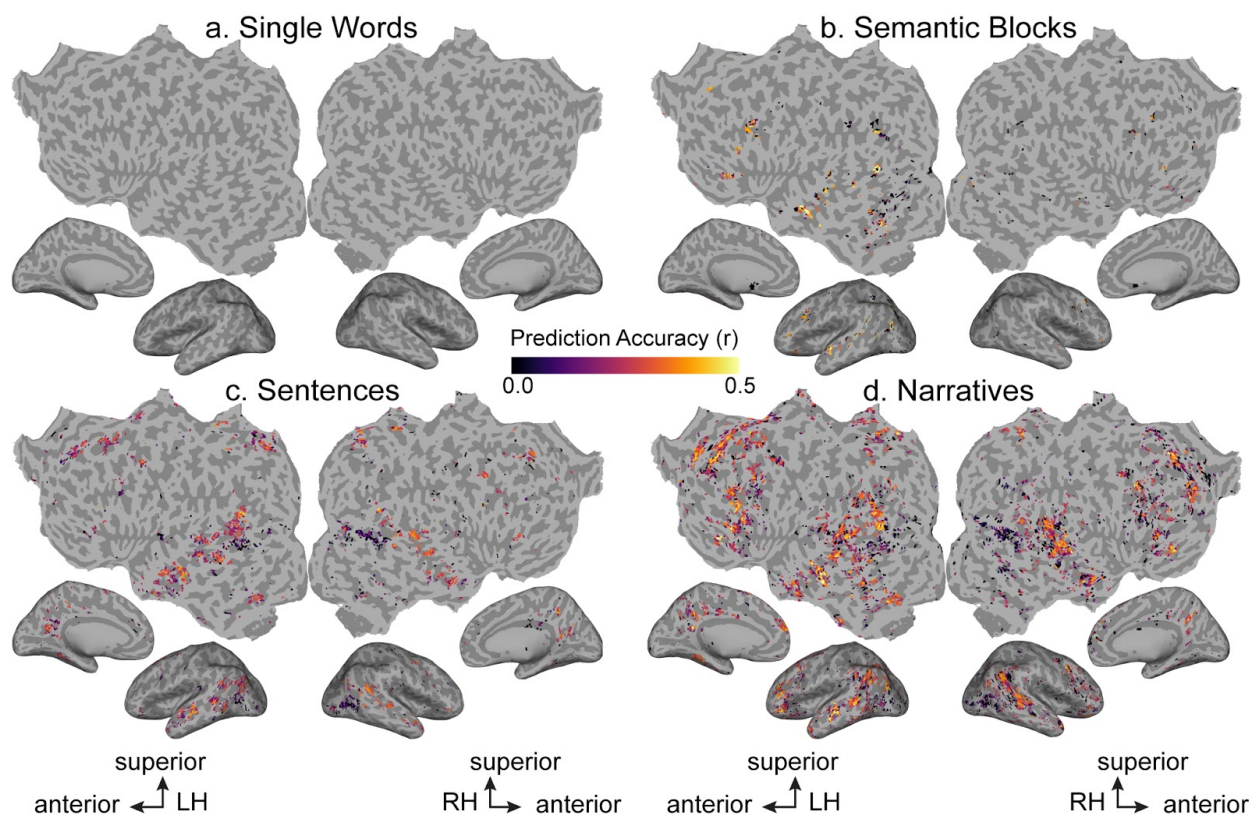 a. Single Words
b. Semantic Blocks
Prediction Accuracy (r)
0.0 0.5
c. Sentences
d. Narratives
superior
anterior LH
superior
RH anterior
superior
anterior LH
superior
RH anterior